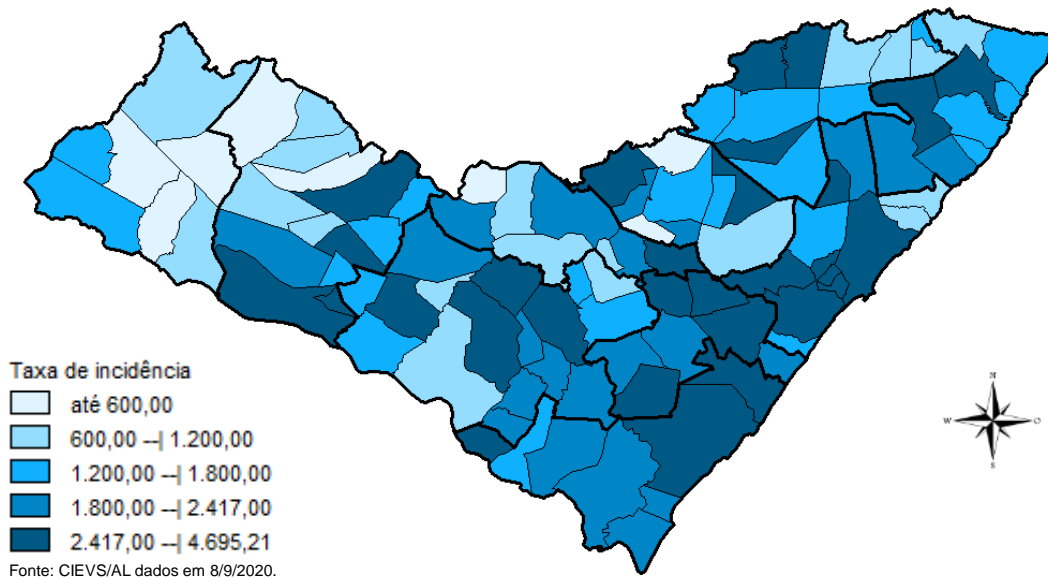 Taxa de incidência
até 600,00
600,00 --| 1.200,00
1.200,00 --| 1.800,00
1.800,00 --| 2.417,00
2.417,00 --| 4.695,21
Fonte: CIEVS/AL dados em 8/9/2020.
N
W
O
S